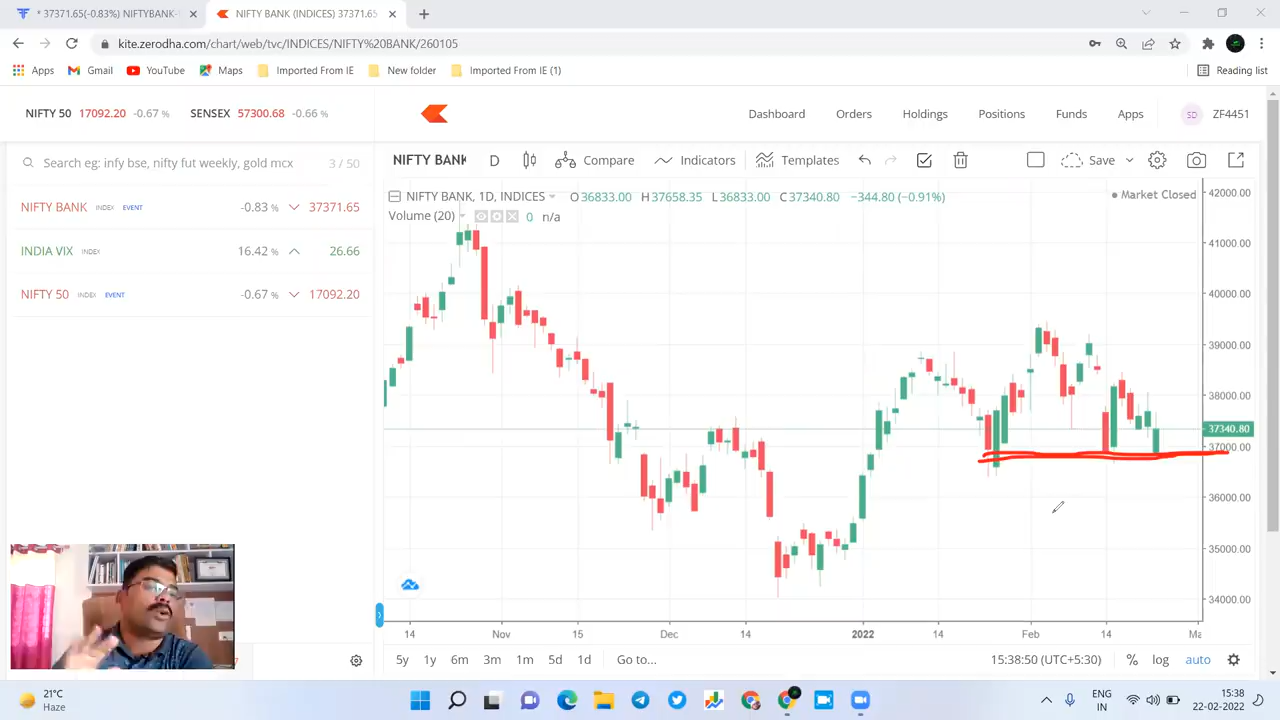 * 37371.65(-0.83%) NIFTYBANK-
NIFTY BANK (INDICES) 37371.65
kite.zerodha.com/chart/web/tvc/INDICES/NIFTY%20BANK/260105
Apps Gmail YouTube Maps Imported From IE New folder Imported From IE (1) Reading list
NIFTY 50 17092.20 -0.67 % SENSEX 57300.68 -0.66 %
Dashboard Orders Holdings Positions Funds Apps SD ZF4451
Search eg: infy bse, nifty fut weekly, gold mcx 3 / 50
NIFTY BANK D Compare Indicators Templates Save
NIFTY BANK INDEX EVENT -0.83 % 37371.65
INDIA VIX INDEX 16.42 % 26.66
NIFTY 50 INDEX EVENT -0.67 % 17092.20
NIFTY BANK, 1D, INDICES O36833.00 H37658.35 L36833.00 C37340.80 −344.80 (−0.91%)
Market Closed
Volume (20) 0 n/a
42000.00
41000.00
40000.00
39000.00
38000.00
37340.80
37000.00
36000.00
35000.00
34000.00
14 Nov 15 Dec 14 2022 14 Feb 14 Ma
5y 1y 6m 3m 1m 5d 1d Go to... 15:38:50 (UTC+5:30) % log auto
21°C
Haze
ENG
IN
15:38
22-02-2022